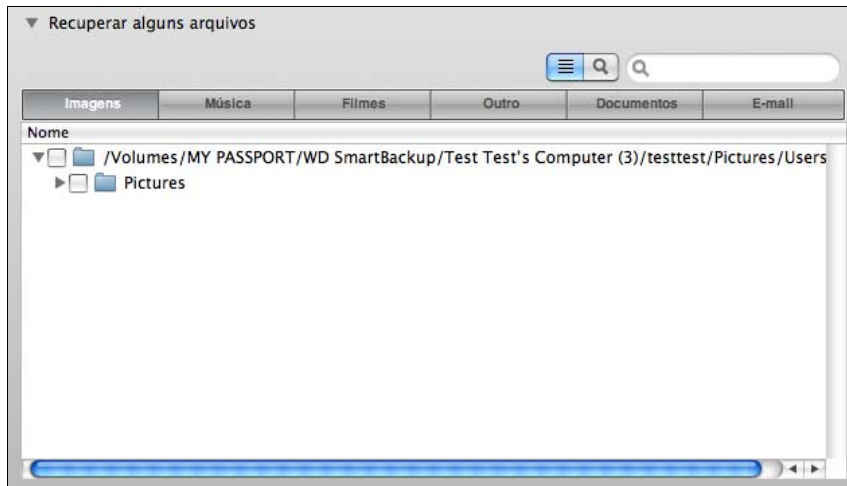 Recuperar alguns arquivos
Imagens Música Filmes Outro Documentos E-mail
Nome
/Volumes/MY PASSPORT/WD SmartBackup/Test Test's Computer (3)/testtest/Pictures/Users
Pictures